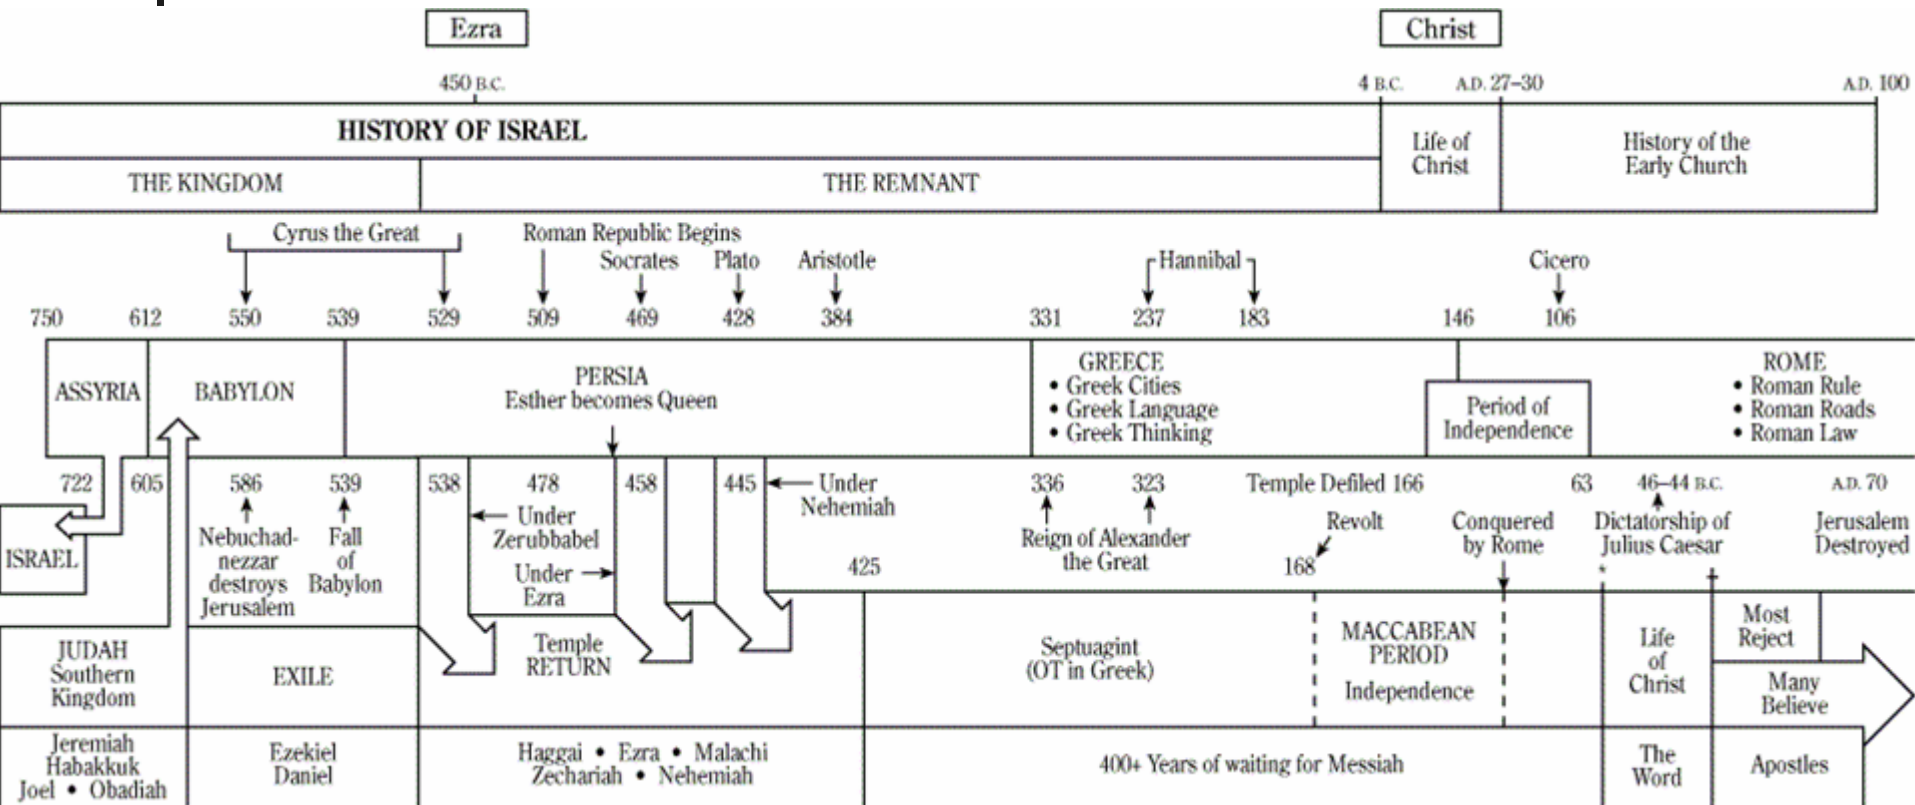 Ezra
Christ
450 B.C.
4 B.C.
A.D. 27–30
A.D. 100
HISTORY OF ISRAEL
Life of
Christ
History of the
Early Church
THE KINGDOM
THE REMNANT
Cyrus the Great
Roman Republic Begins
Socrates
Plato
Aristotle
Hannibal
Cicero
750
612
550
539
529
509
469
428
384
331
237
183
146
106
ASSYRIA
BABYLON
PERSIA
Esther becomes Queen
GREECE
• Greek Cities
• Greek Language
• Greek Thinking
Period of
Independence
ROME
• Roman Rule
• Roman Roads
• Roman Law
722
605
586
539
538
478
458
445
Under
Nehemiah
336
323
Temple Defiled 166
63
46–44 B.C.
A.D. 70
ISRAEL
Nebuchad-
nezzar
destroys
Jerusalem
Fall
of
Babylon
Under
Zerubbabel
Under
Ezra
425
Reign of Alexander
the Great
Revolt
168
Conquered
by Rome
Dictatorship of
Julius Caesar
Jerusalem
Destroyed
JUDAH
Southern
Kingdom
EXILE
Temple
RETURN
Septuagint
(OT in Greek)
MACCABEAN
PERIOD
Independence
Life
of
Christ
Most
Reject
Many
Believe
Jeremiah
Habakkuk
Joel • Obadiah
Ezekiel
Daniel
Haggai • Ezra • Malachi
Zechariah • Nehemiah
400+ Years of waiting for Messiah
The
Word
Apostles